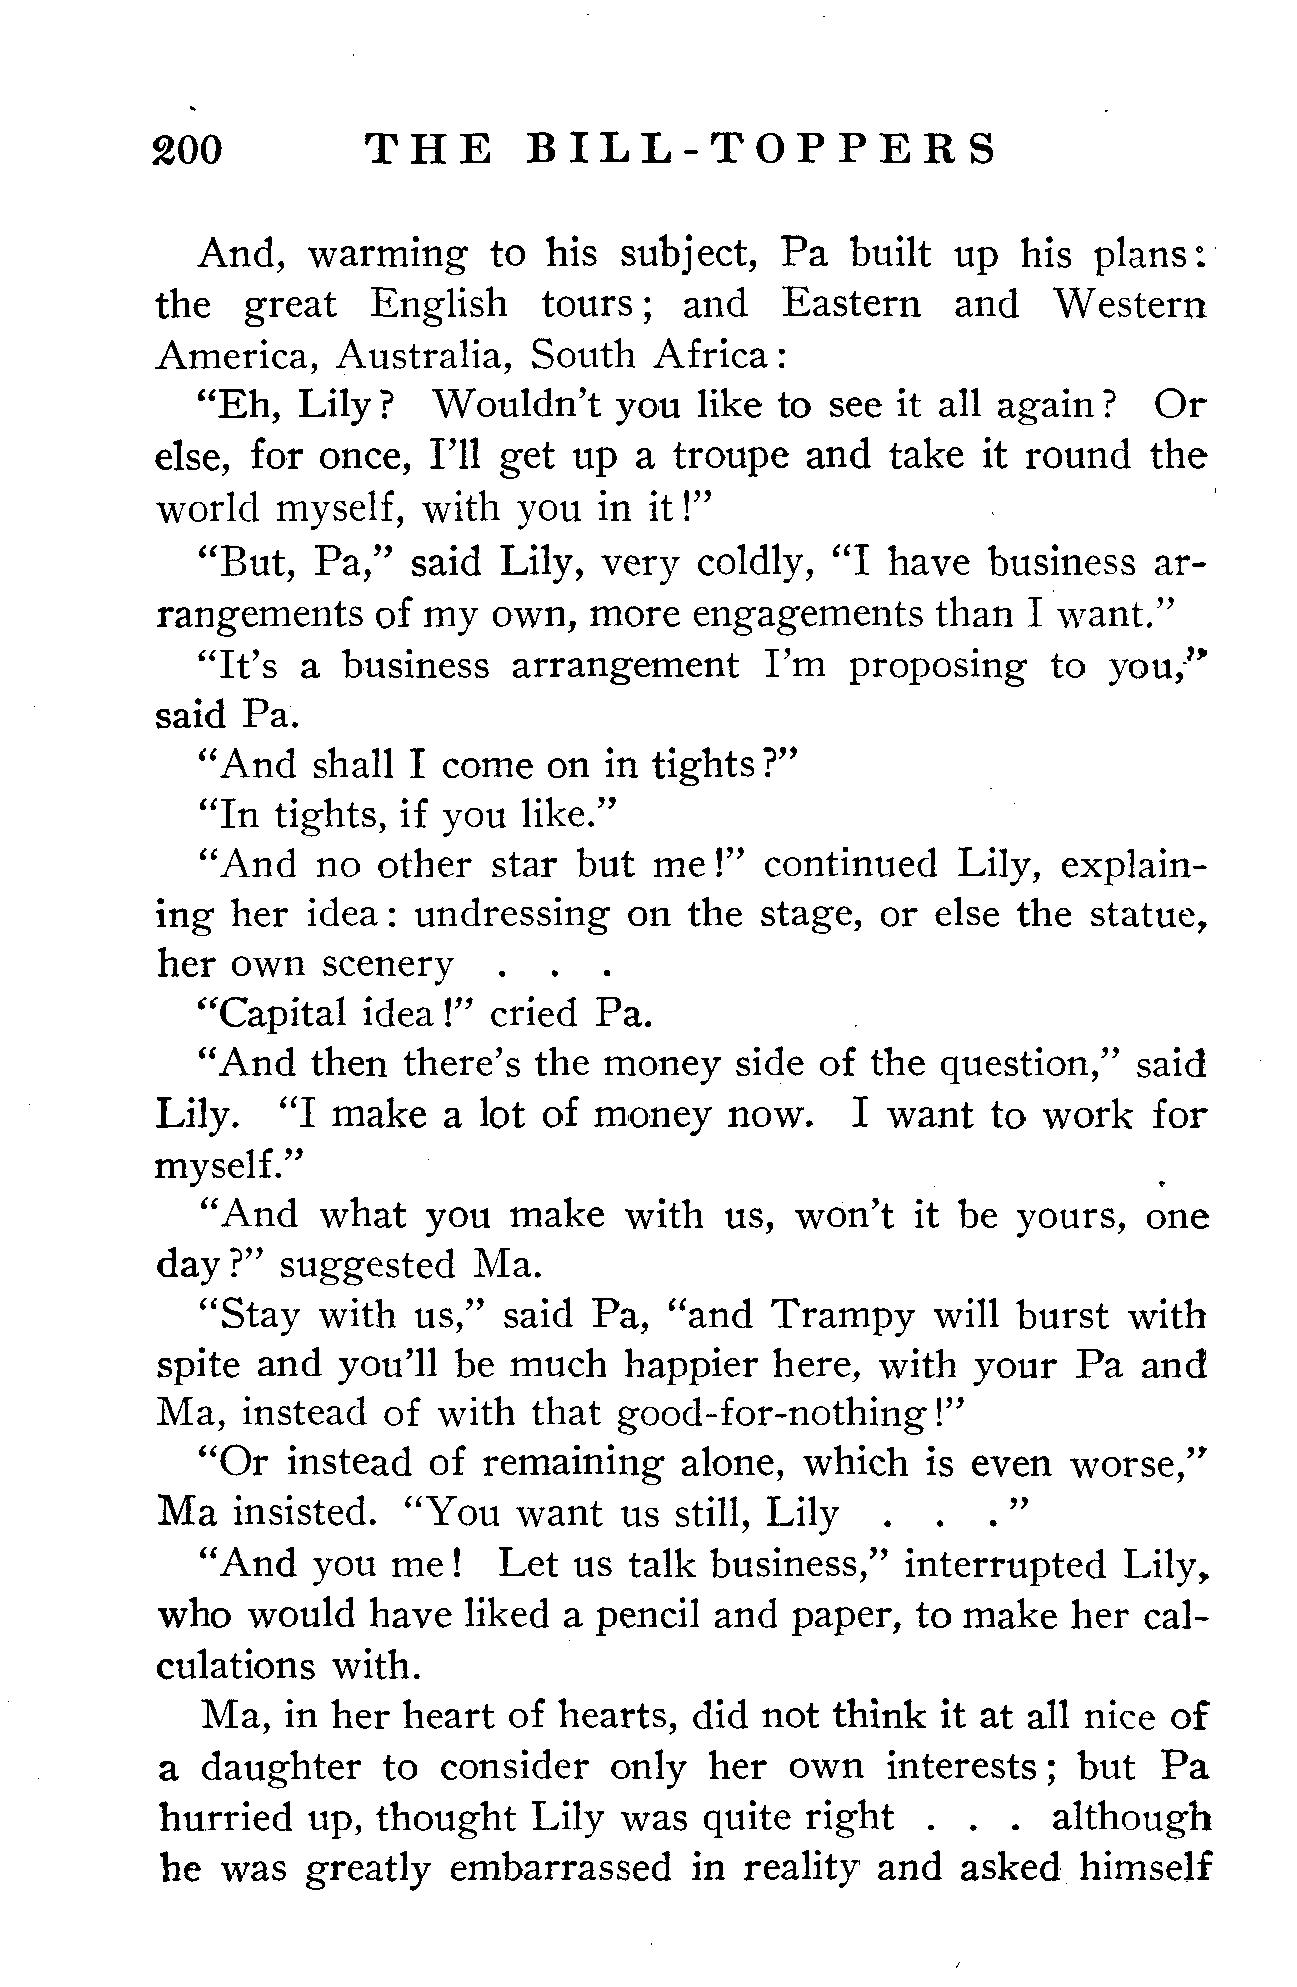 200 THE BILL-TOPPERS
And, warming to his subject, Pa built up his plans:
the great English tours; and Eastern and Western
America, Australia, South Africa:
“Eh, Lily? Wouldn’t you like to see it all again? Or
else, for once, I’ll get up a troupe and take it round the
world myself, with you in it!”
“But, Pa,” said Lily, very coldly, “I have business ar-
rangements of my own, more engagements than I want.”
“It’s a business arrangement I’m proposing to you,”
said Pa.
“And shall I come on in tights?”
“In tights, if you like.”
“And no other star but me!” continued Lily, explain-
ing her idea: undressing on the stage, or else the statue,
her own scenery . . .
“Capital idea!” cried Pa.
“And then there’s the money side of the question,” said
Lily. “I make a lot of money now. I want to work for
myself.”
“And what you make with us, won’t it be yours, one
day?” suggested Ma.
“Stay with us,” said Pa, “and Trampy will burst with
spite and you’ll be much happier here, with your Pa and
Ma, instead of with that good-for-nothing!”
“Or instead of remaining alone, which is even worse,”
Ma insisted. “You want us still, Lily . . .”
“And you me! Let us talk business,” interrupted Lily,
who would have liked a pencil and paper, to make her cal-
culations with.
Ma, in her heart of hearts, did not think it at all nice of
a daughter to consider only her own interests; but Pa
hurried up, thought Lily was quite right . . . although
he was greatly embarrassed in reality and asked himself